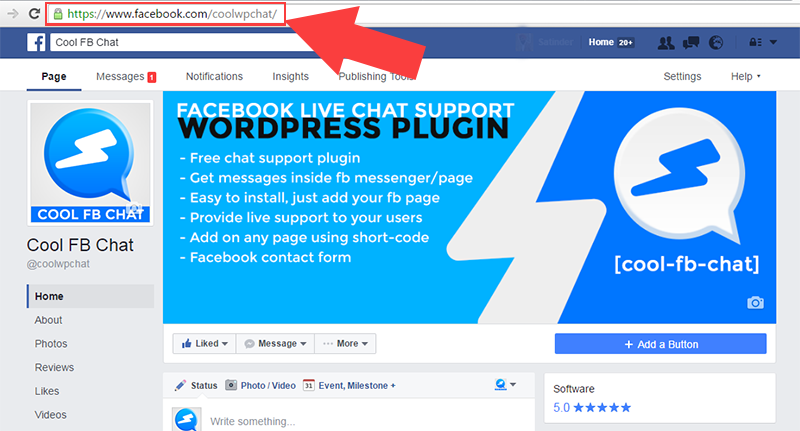 https://www.facebook.com/coolwpchat/
Cool FB Chat
Home 20+
Page Messages 1 Notifications Insights Publishing Tools Settings Help
COOL FB CHAT
Cool FB Chat
@coolwpchat
Home
About
Photos
Reviews
Likes
Videos
FACEBOOK LIVE CHAT SUPPORT
WORDPRESS PLUGIN
- Free chat support plugin
- Get messages inside fb messenger/page
- Easy to install, just add your fb page
- Provide live support to your users
- Add on any page using short-code
- Facebook contact form
[cool-fb-chat]
Liked Message ... More + Add a Button
Status Photo / Video 31 Event, Milestone +
Write something...
Software
5.0 ★★★★★